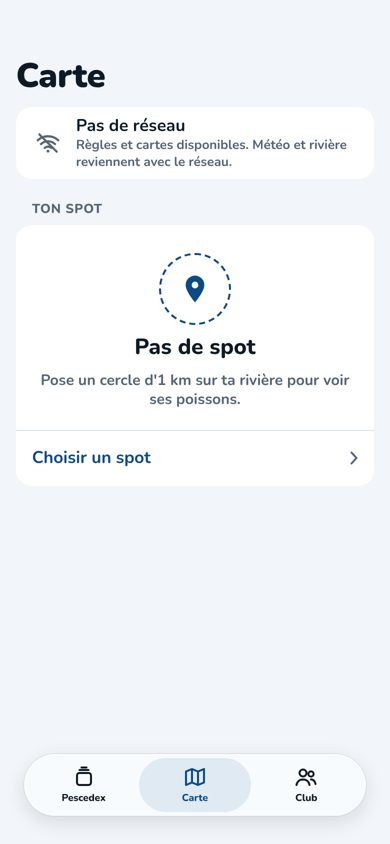 Carte
Pas de réseau
Règles et cartes disponibles. Météo et rivière
reviennent avec le réseau.
TON SPOT
Pas de spot
Pose un cercle d'1 km sur ta rivière pour voir
ses poissons.
Choisir un spot
Pescedex
Carte
Club